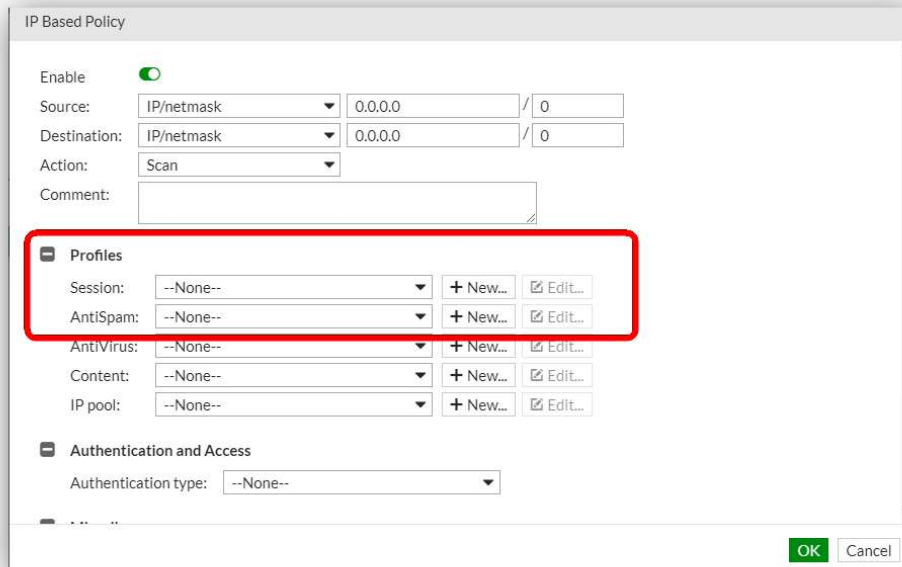 IP Based Policy
Enable
Source: IP/netmask 0.0.0.0 / 0
Destination: IP/netmask 0.0.0.0 / 0
Action: Scan
Comment:
Profiles
Session: --None-- + New... Edit...
AntiSpam: --None-- + New... Edit...
AntiVirus: --None-- + New... Edit...
Content: --None-- + New... Edit...
IP pool: --None-- + New... Edit...
Authentication and Access
Authentication type: --None--
OK Cancel